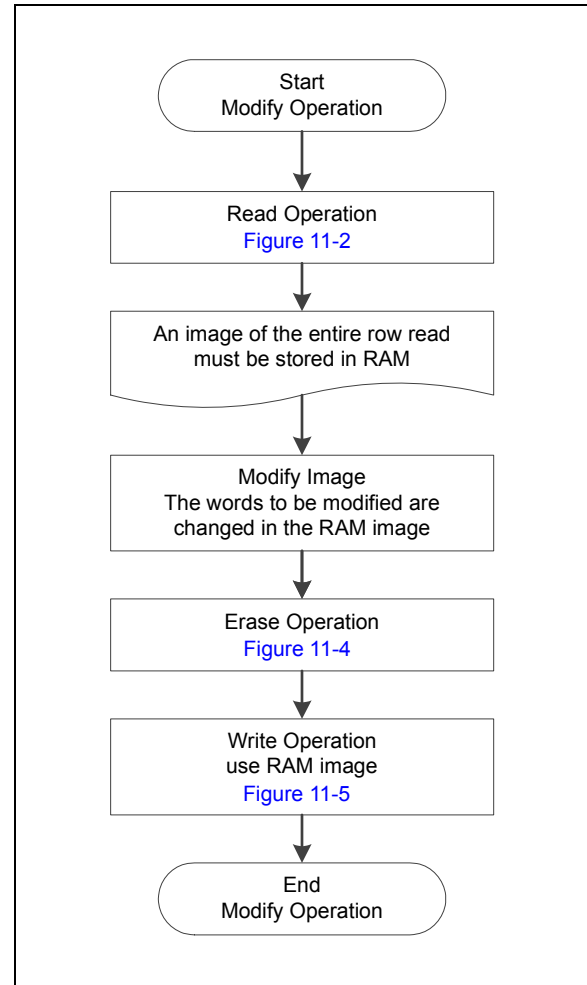 Start
Modify Operation
Read Operation
Figure 11-2
An image of the entire row read
must be stored in RAM
Modify Image
The words to be modified are
changed in the RAM image
Erase Operation
Figure 11-4
Write Operation
use RAM image
Figure 11-5
End
Modify Operation